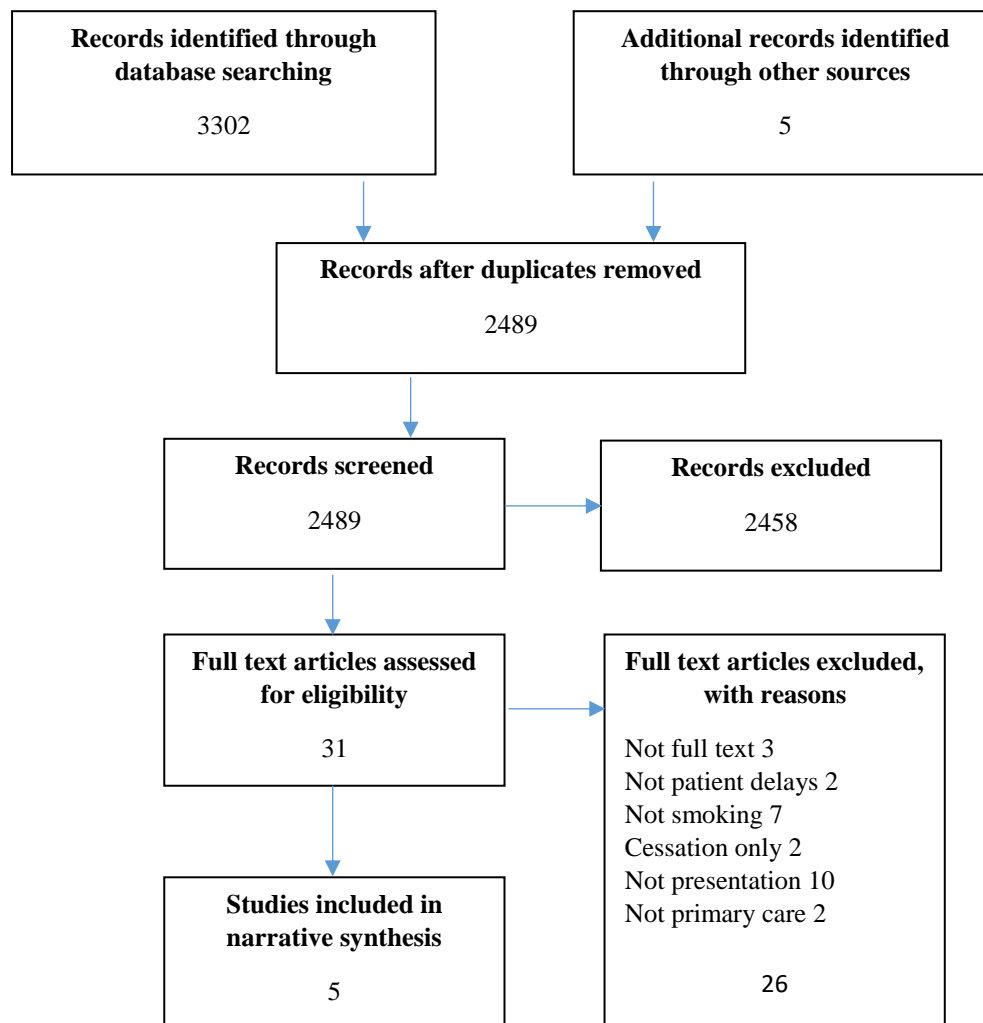 Records identified through
database searching
3302
Additional records identified
through other sources
5
Records after duplicates removed
2489
Records screened
2489
Records excluded
2458
Full text articles assessed
for eligibility
31
Full text articles excluded,
with reasons
Not full text 3
Not patient delays 2
Not smoking 7
Cessation only 2
Not presentation 10
Not primary care 2
26
Studies included in
narrative synthesis
5